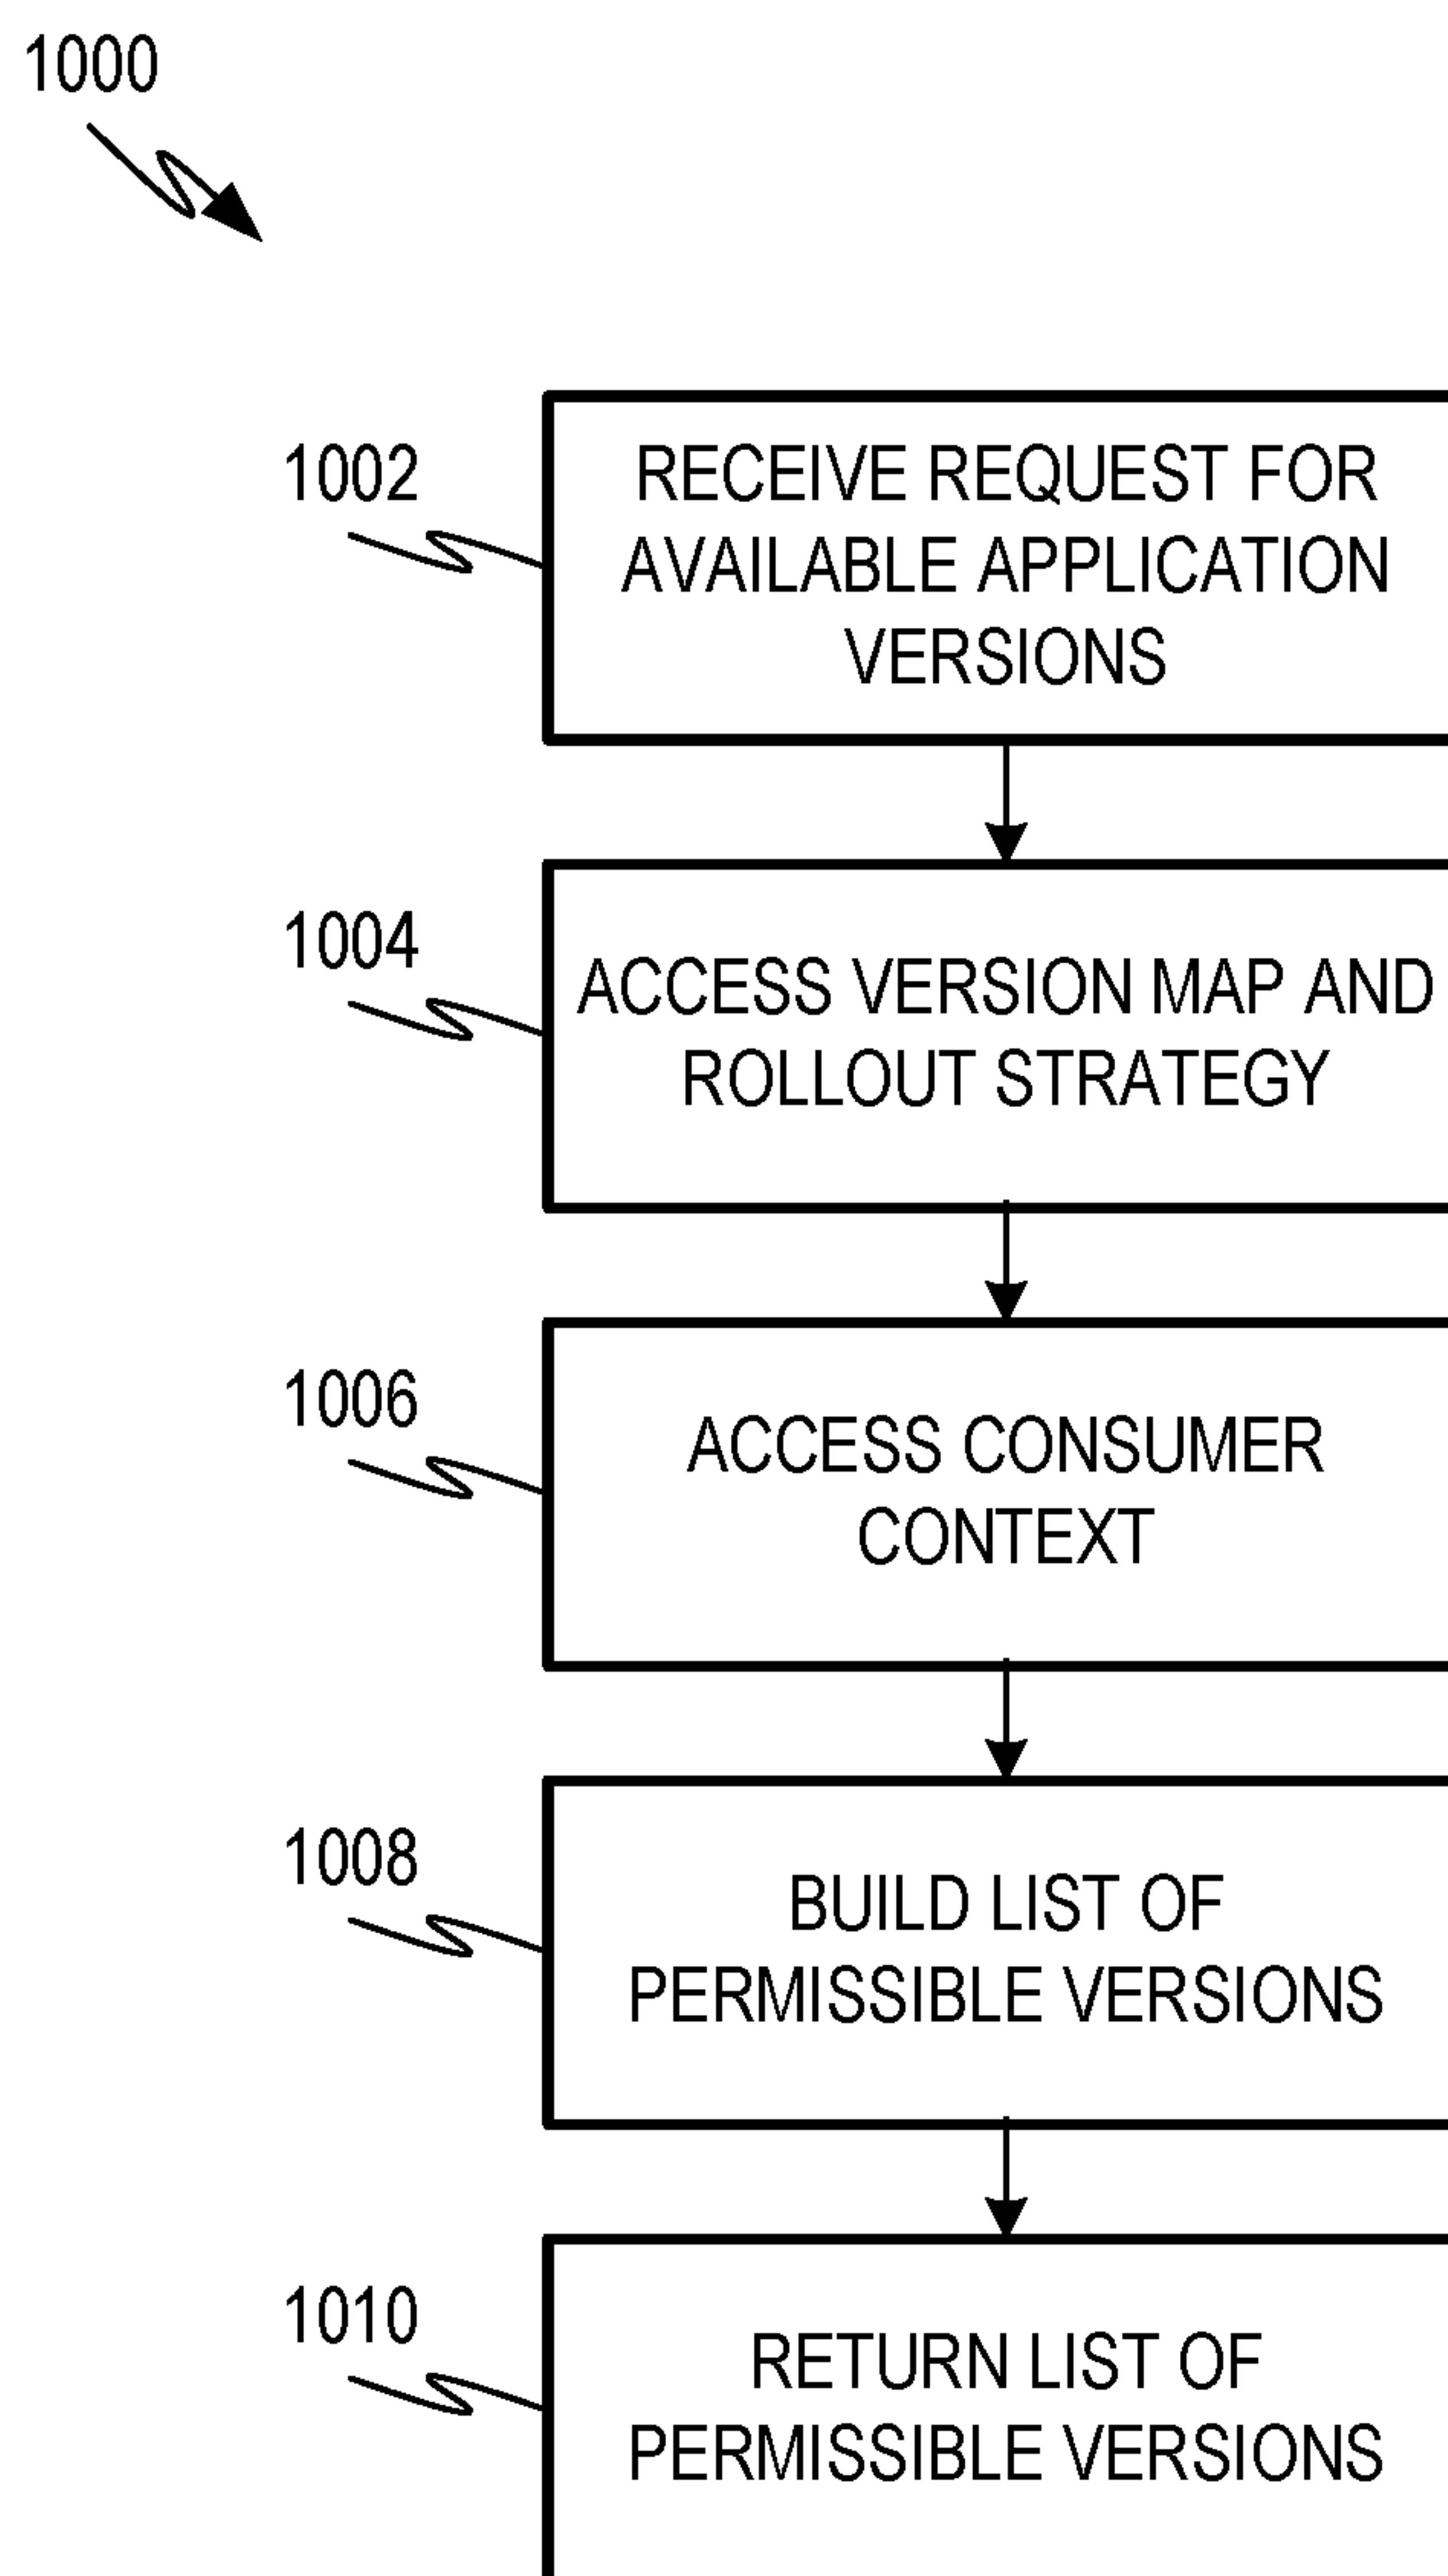 1000
1002
RECEIVE REQUEST FOR
AVAILABLE APPLICATION
VERSIONS
1004
ACCESS VERSION MAP AND
ROLLOUT STRATEGY
1006
ACCESS CONSUMER
CONTEXT
1008
BUILD LIST OF
PERMISSIBLE VERSIONS
1010
RETURN LIST OF
PERMISSIBLE VERSIONS